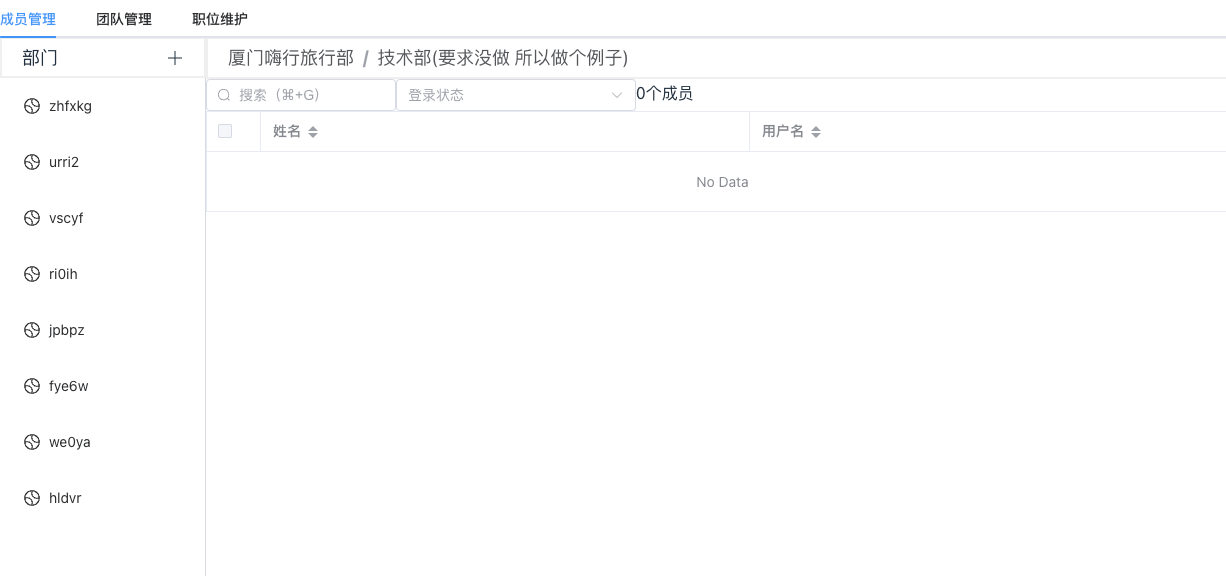 成员管理 团队管理 职位维护
部门
厦门嗨行旅行部 / 技术部(要求没做 所以做个例子)
搜索（⌘+G） 登录状态 0个成员
姓名 用户名
No Data
zhfxkg
urri2
vscyf
ri0ih
jpbpz
fye6w
we0ya
hldvr